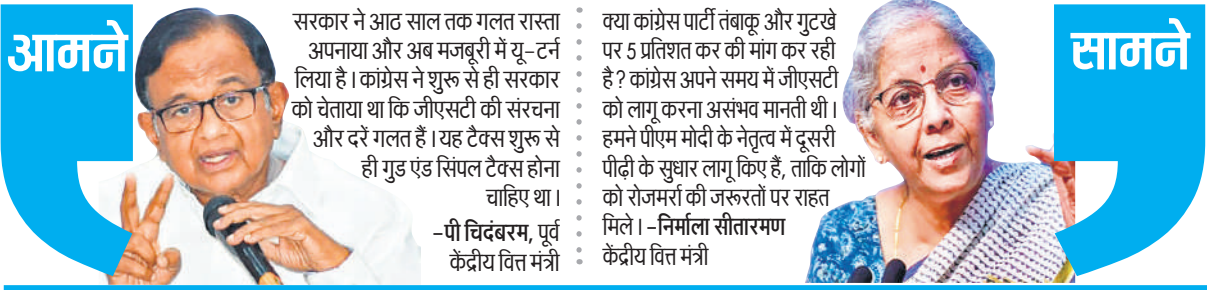 आमने
सरकार ने आठ साल तक गलत रास्ता
अपनाया और अब मजबूरी में यू-टर्न
लिया है। कांग्रेस ने शुरू से ही सरकार
को चेताया था कि जीएसटी की संरचना
और दरें गलत हैं। यह टैक्स शुरू से
ही गुड एंड सिंपल टैक्स होना
चाहिए था।
-पी चिदंबरम, पूर्व
केंद्रीय वित्त मंत्री
क्या कांग्रेस पार्टी तंबाकू और गुटखे
पर 5 प्रतिशत कर की मांग कर रही
है? कांग्रेस अपने समय में जीएसटी
को लागू करना असंभव मानती थी।
हमने पीएम मोदी के नेतृत्व में दूसरी
पीढ़ी के सुधार लागू किए हैं, ताकि लोगों
को रोजमर्रा की जरूरतों पर राहत
मिले। -निर्मला सीतारमण
केंद्रीय वित्त मंत्री
सामने